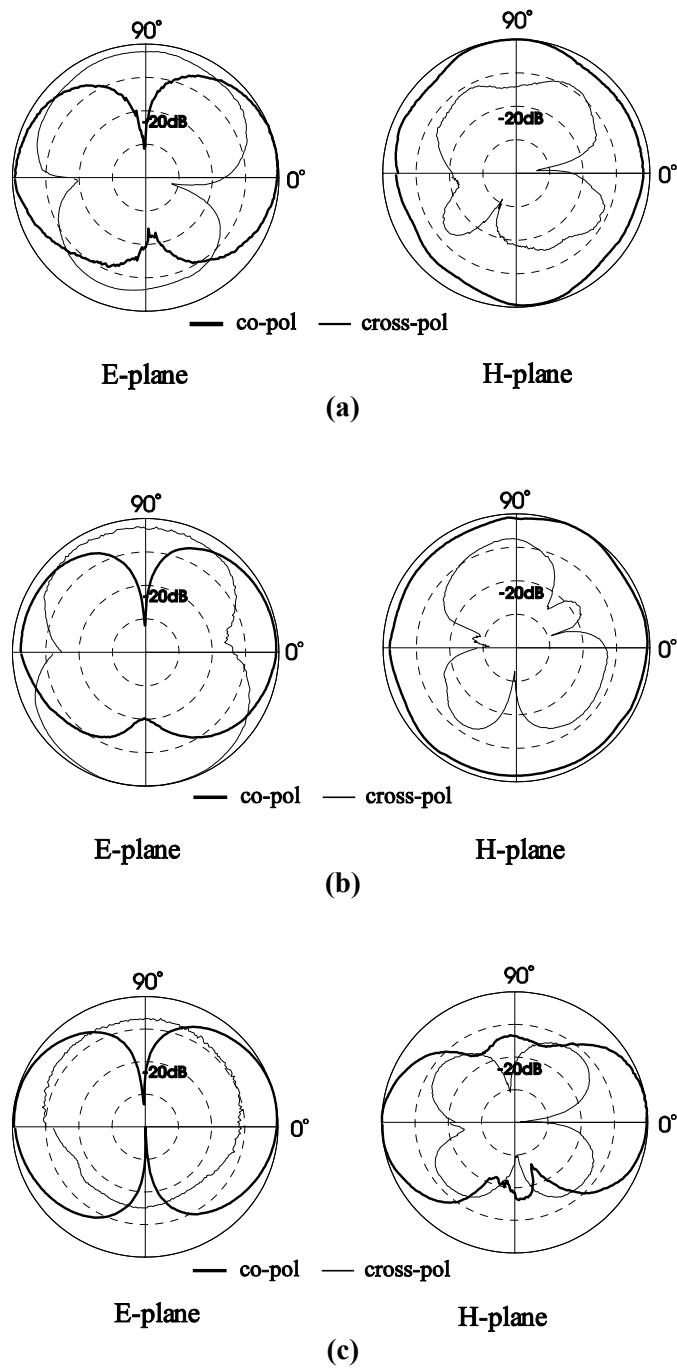 90° 90°
-20dB -20dB
0° 0°
co-pol cross-pol
E-plane H-plane
(a)
90° 90°
-20dB -20dB
0° 0°
co-pol cross-pol
E-plane H-plane
(b)
90° 90°
-20dB -20dB
0° 0°
co-pol cross-pol
E-plane H-plane
(c)